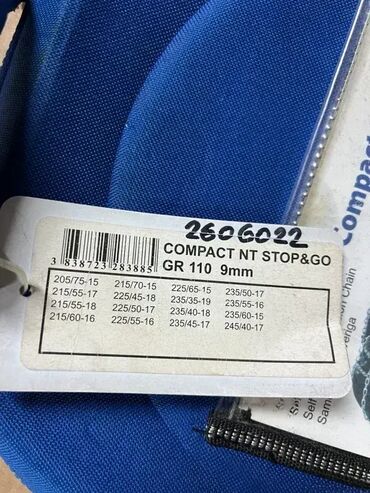 2606022
3 838723 283885
COMPACT NT STOP&GO
GR 110 9mm
205/75-15 215/70-15 225/65-15 235/50-17
215/55-17 225/45-18 235/35-19 235/55-16
215/55-18 225/50-17 235/40-18 235/60-15
215/60-16 225/55-16 235/45-17 245/40-17
Compact
Chain